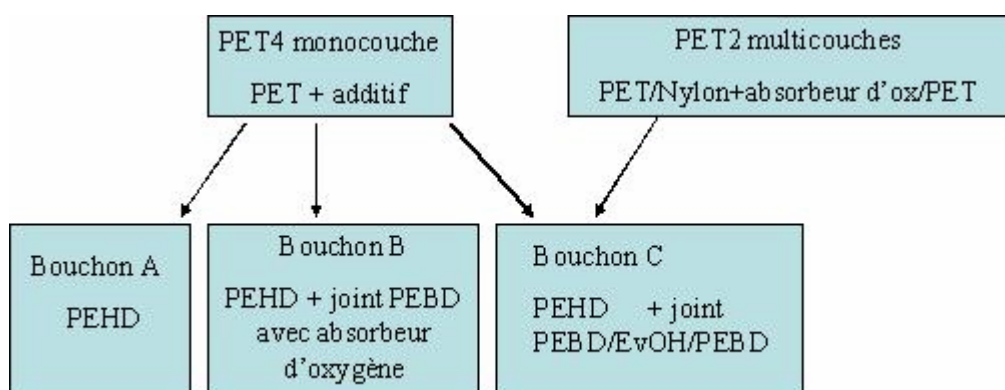 PET4 monocouche
PET + additif
PET2 multicouches
PET/Nylon+absorbeur d'ox/PET
Bouchon A
PEHD
Bouchon B
PEHD + joint PEBD
avec absorbeur
d'oxygène
Bouchon C
PEHD + joint
PEBD/EvOH/PEBD